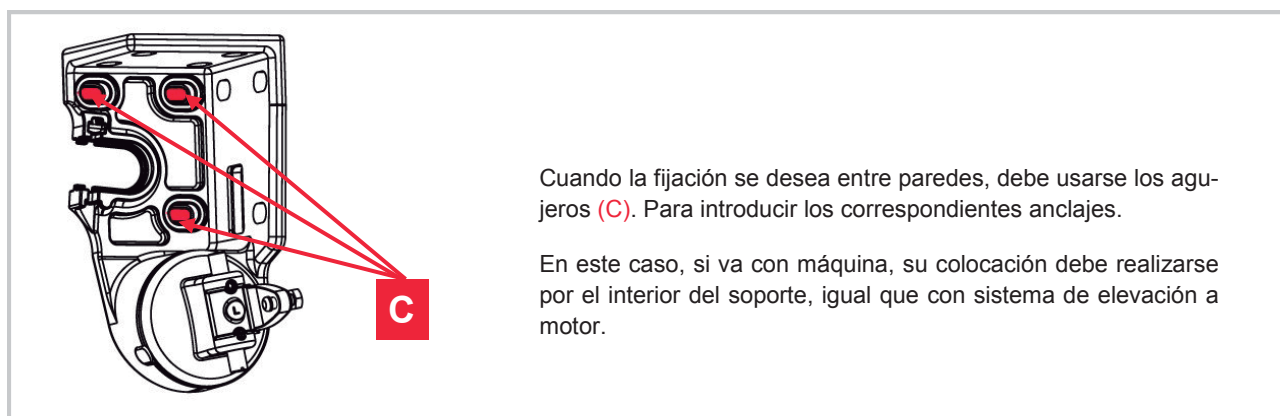 Cuando la fijación se desea entre paredes, debe usarse los agu-
jeros (C). Para introducir los correspondientes anclajes.
En este caso, si va con máquina, su colocación debe realizarse
por el interior del soporte, igual que con sistema de elevación a
motor.
L
C